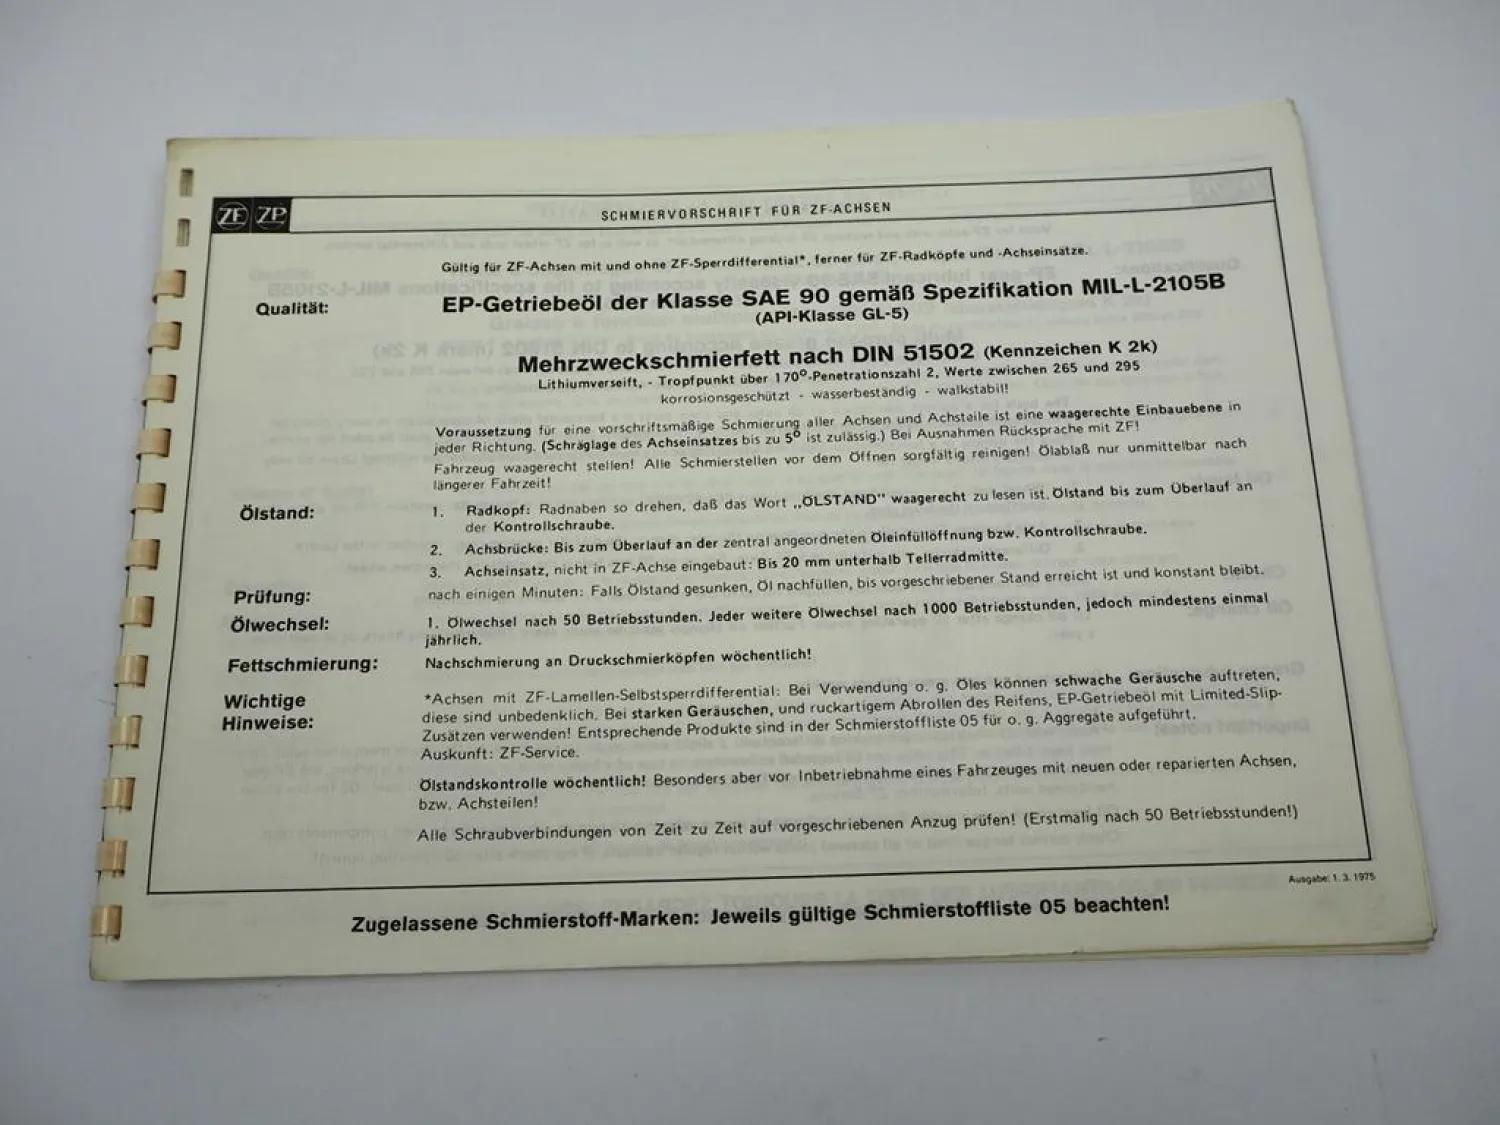 ZF ZP
SCHMIERVORSCHRIFT FÜR ZF-ACHSEN
Gültig für ZF-Achsen mit und ohne ZF-Sperrdifferential*, ferner für ZF-Radköpfe und -Achseinsätze.
Qualität: EP-Getriebeöl der Klasse SAE 90 gemäß Spezifikation MIL-L-2105B
(API-Klasse GL-5)
Mehrzweckschmierfett nach DIN 51502 (Kennzeichen K 2k)
Lithiumverseift, - Tropfpunkt über 170°-Penetrationszahl 2, Werte zwischen 265 und 295
korrosionsgeschützt - wasserbeständig - walkstabil!
Voraussetzung für eine vorschriftsmäßige Schmierung aller Achsen und Achsteile ist eine waagerechte Einbauebene in
jeder Richtung. (Schräglage des Achseinsatzes bis zu 5° ist zulässig.) Bei Ausnahmen Rücksprache mit ZF!
Fahrzeug waagerecht stellen! Alle Schmierstellen vor dem Öffnen sorgfältig reinigen! Ölablaß nur unmittelbar nach
längerer Fahrzeit!
Ölstand: 1. Radkopf: Radnaben so drehen, daß das Wort „ÖLSTAND" waagerecht zu lesen ist. Ölstand bis zum Überlauf an
der Kontrollschraube.
2. Achsbrücke: Bis zum Überlauf an der zentral angeordneten Öleinfüllöffnung bzw. Kontrollschraube.
3. Achseinsatz, nicht in ZF-Achse eingebaut: Bis 20 mm unterhalb Tellerradmitte.
Prüfung: nach einigen Minuten: Falls Ölstand gesunken, Öl nachfüllen, bis vorgeschriebener Stand erreicht ist und konstant bleibt.
Ölwechsel: 1. Ölwechsel nach 50 Betriebsstunden. Jeder weitere Ölwechsel nach 1000 Betriebsstunden, jedoch mindestens einmal
jährlich.
Fettschmierung: Nachschmierung an Druckschmierköpfen wöchentlich!
Wichtige *Achsen mit ZF-Lamellen-Selbstsperrdifferential: Bei Verwendung o. g. Öles können schwache Geräusche auftreten,
Hinweise: diese sind unbedenklich. Bei starken Geräuschen, und ruckartigem Abrollen des Reifens, EP-Getriebeöl mit Limited-Slip-
Zusätzen verwenden! Entsprechende Produkte sind in der Schmierstoffliste 05 für o. g. Aggregate aufgeführt.
Auskunft: ZF-Service.
Ölstandskontrolle wöchentlich! Besonders aber vor Inbetriebnahme eines Fahrzeuges mit neuen oder reparierten Achsen,
bzw. Achsteilen!
Alle Schraubverbindungen von Zeit zu Zeit auf vorgeschriebenen Anzug prüfen! (Erstmalig nach 50 Betriebsstunden!)
Ausgabe: 1. 3. 1975
Zugelassene Schmierstoff-Marken: Jeweils gültige Schmierstoffliste 05 beachten!